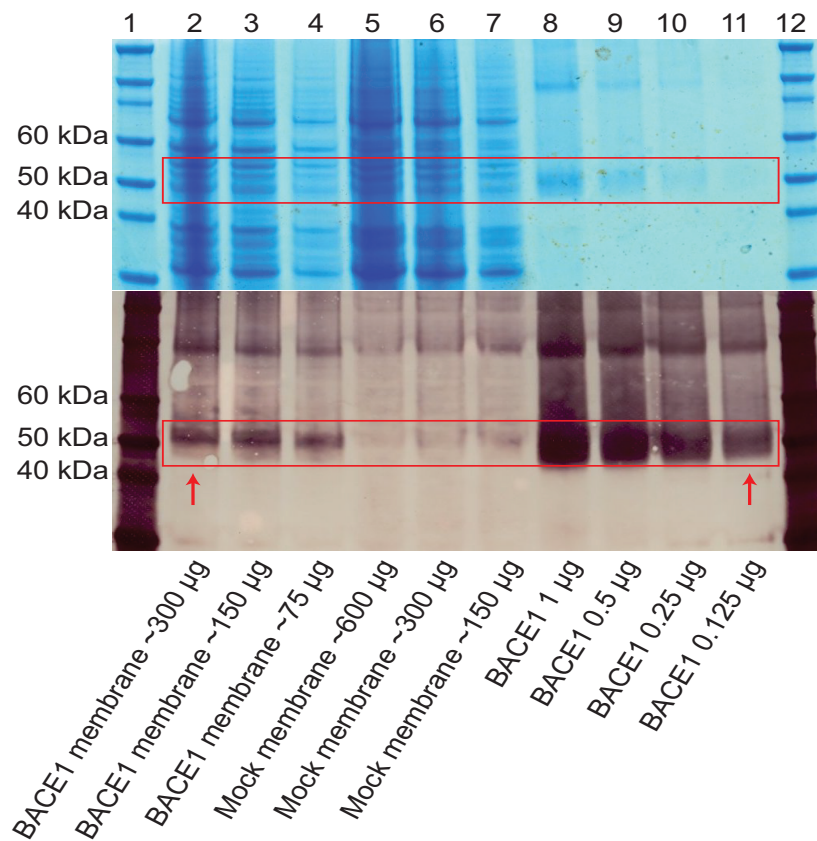 1 2 3 4 5 6 7 8 9 10 11 12
60 kDa
50 kDa
40 kDa
60 kDa
50 kDa
40 kDa
BACE1 membrane ~300 µg
BACE1 membrane ~150 µg
BACE1 membrane ~75 µg
Mock membrane ~600 µg
Mock membrane ~300 µg
Mock membrane ~150 µg
BACE1 1 µg
BACE1 0.5 µg
BACE1 0.25 µg
BACE1 0.125 µg